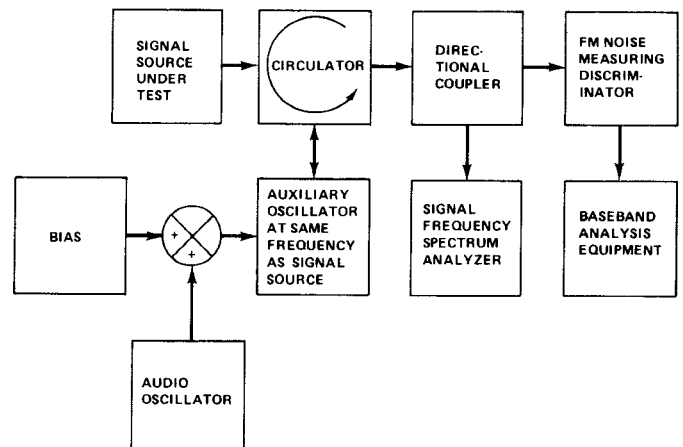 SIGNAL
SOURCE
UNDER
TEST
CIRCULATOR
DIREC-
TIONAL
COUPLER
FM NOISE
MEASURING
DISCRIM-
INATOR
BIAS
+
+
AUXILIARY
OSCILLATOR
AT SAME
FREQUENCY
AS SIGNAL
SOURCE
SIGNAL
FREQUENCY
SPECTRUM
ANALYZER
BASEBAND
ANALYSIS
EQUIPMENT
AUDIO
OSCILLATOR